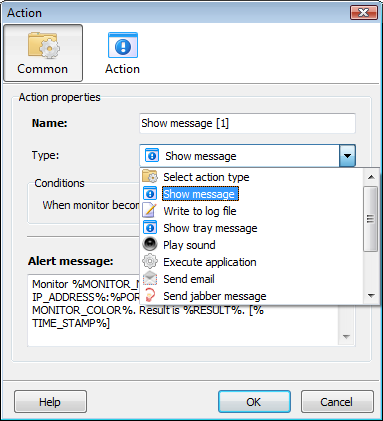 Action
Common
Action
Action properties
Name:
Show message [1]
Type:
Show message
Select action type
Show message
Write to log file
Show tray message
Play sound
Execute application
Send email
Send jabber message
Conditions
When monitor becom
Alert message:
Monitor %MONITOR_N
IP_ADDRESS%:%POR
MONITOR_COLOR%. Result is %RESULT%. [%
TIME_STAMP%]
Help
OK
Cancel